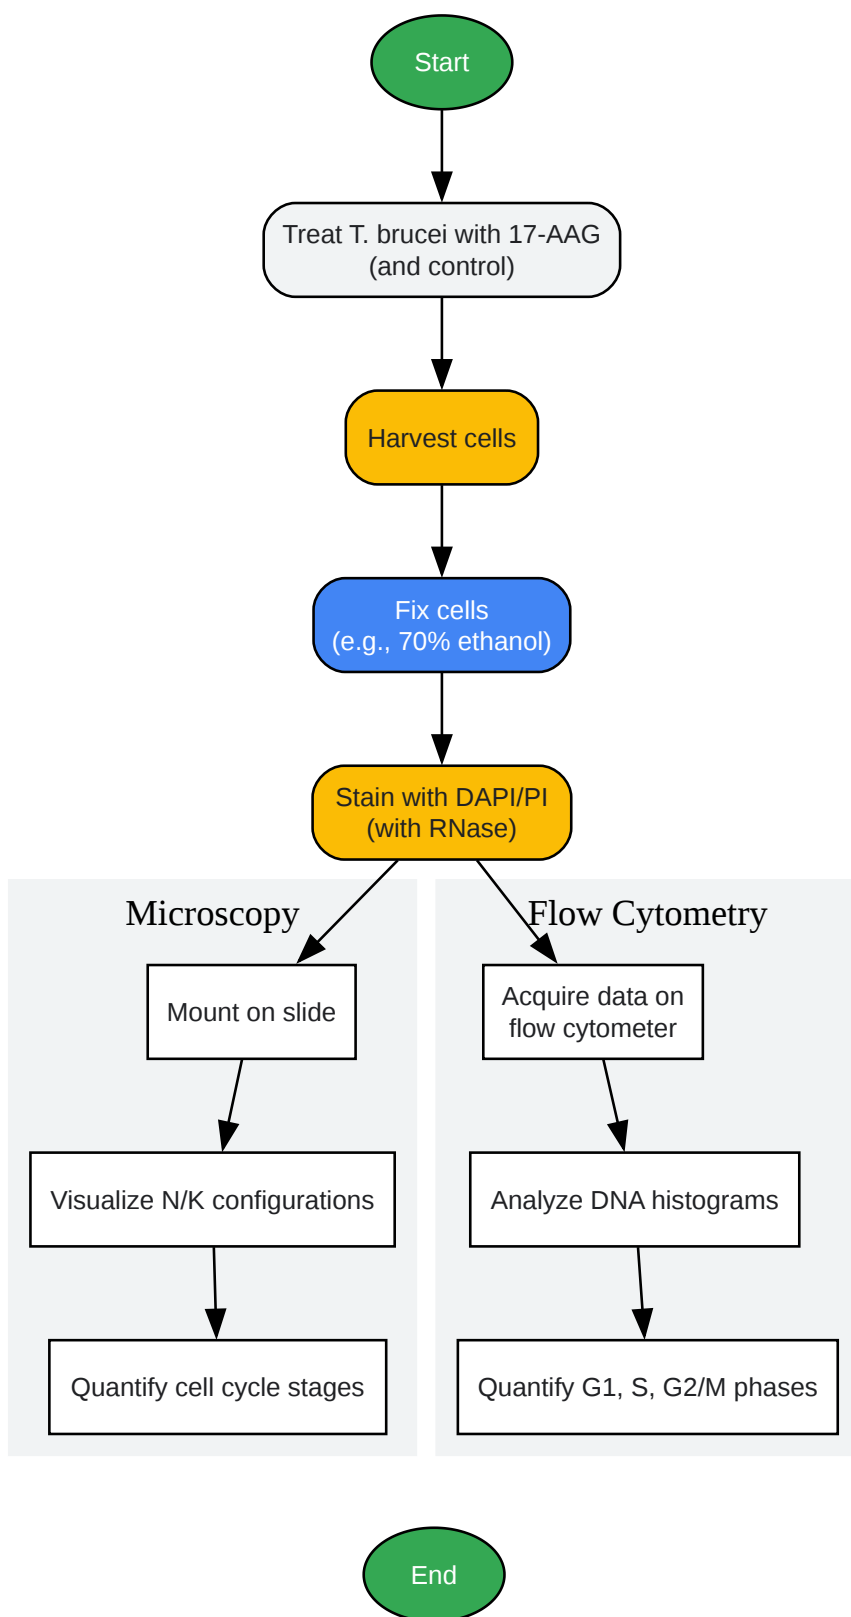 Start
Treat T. brucei with 17-AAG
(and control)
Harvest cells
Fix cells
(e.g., 70% ethanol)
Stain with DAPI/PI
(with RNase)
Microscopy
Mount on slide
Visualize N/K configurations
Quantify cell cycle stages
Flow Cytometry
Acquire data on
flow cytometer
Analyze DNA histograms
Quantify G1, S, G2/M phases
End